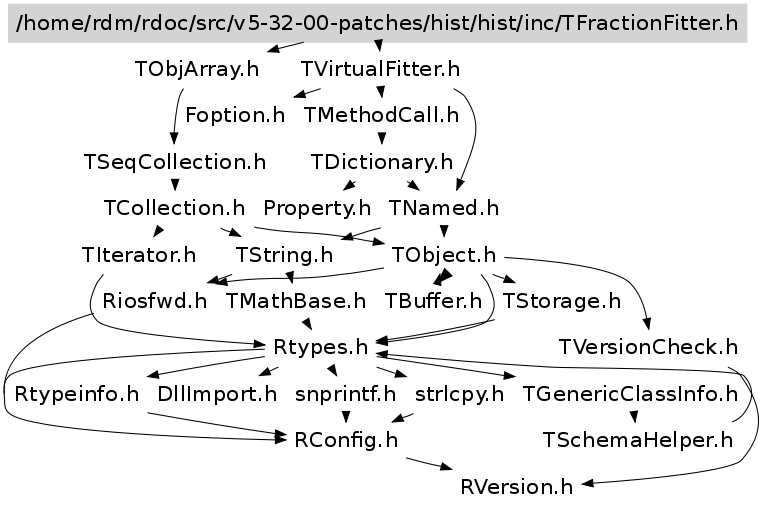 /home/rdm/rdoc/src/v5-32-00-patches/hist/hist/inc/TFractionFitter.h
TObjArray.h TVirtualFitter.h
Foption.h TMethodCall.h
TSeqCollection.h TDictionary.h
TCollection.h Property.h TNamed.h
TIterator.h TString.h TObject.h
Riosfwd.h TMathBase.h TBuffer.h TStorage.h
Rtypes.h TVersionCheck.h
Rtypeinfo.h DllImport.h snprintf.h strlcpy.h TGenericClassInfo.h
RConfig.h TSchemaHelper.h
RVersion.h